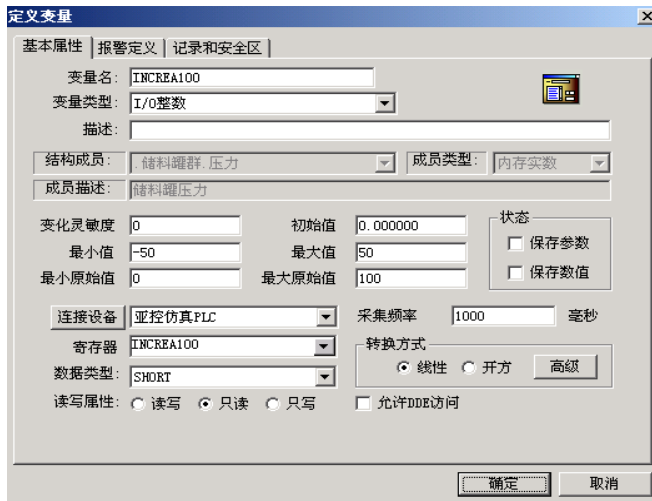 定义变量
基本属性 报警定义 记录和安全区
变量名: INCREA100
变量类型: I/O整数
描述:
结构成员: .储料罐群.压力 成员类型: 内存实数
成员描述: 储料罐压力
变化灵敏度 0 初始值 0.000000 状态
最小值 -50 最大值 50 保存参数
最小原始值 0 最大原始值 100 保存数值
连接设备 亚控仿真PLC 采集频率 1000 毫秒
寄存器 INCREA100 转换方式
数据类型: SHORT 线性 开方 高级
读写属性: 读写 只读 只写 允许DDE访问
确定 取消